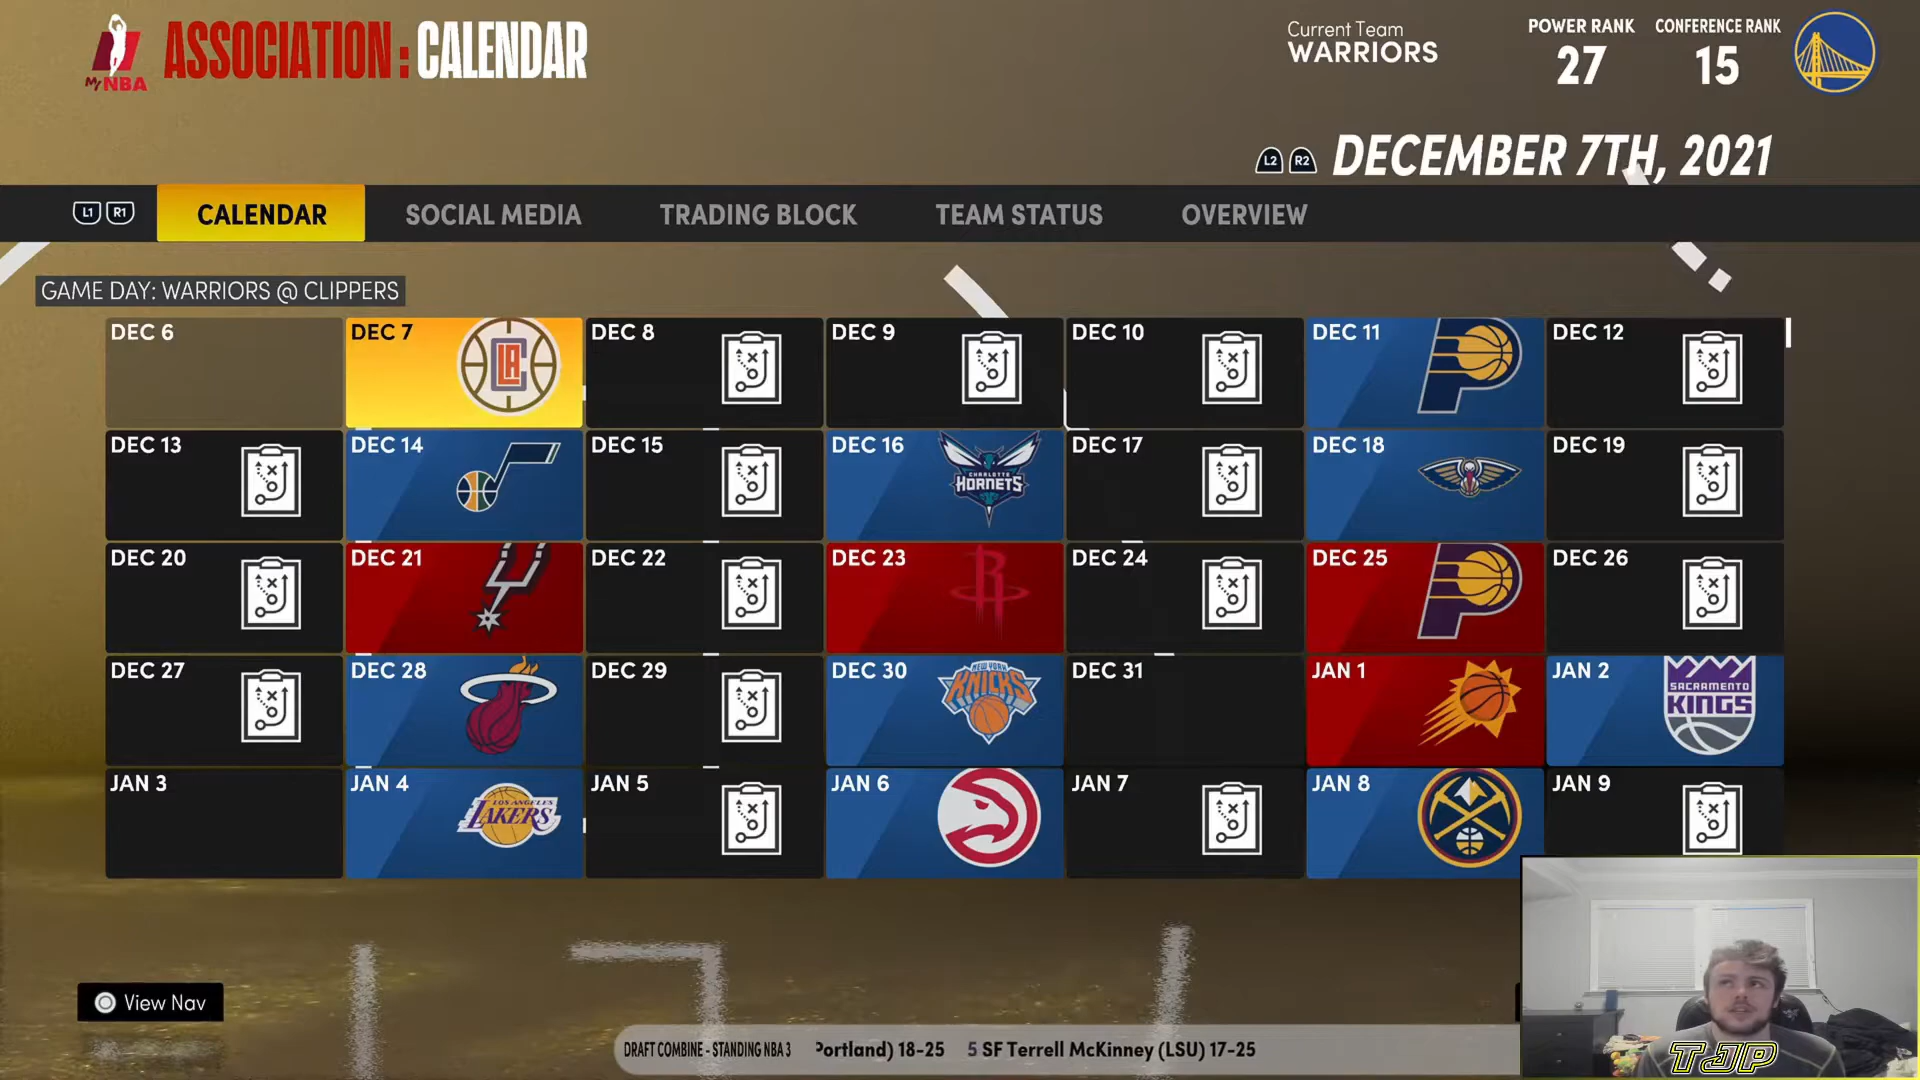 My NBA
ASSOCIATION : CALENDAR
Current Team
WARRIORS
POWER RANK
27
CONFERENCE RANK
15
L2 R2 DECEMBER 7TH, 2021
L1 R1 CALENDAR SOCIAL MEDIA TRADING BLOCK TEAM STATUS OVERVIEW
GAME DAY: WARRIORS @ CLIPPERS
DEC 6 DEC 7 LAC DEC 8 DEC 9 DEC 10 DEC 11 DEC 12
DEC 13 DEC 14 DEC 15 DEC 16 CHARLOTTE HORNETS DEC 17 DEC 18 DEC 19
DEC 20 DEC 21 DEC 22 DEC 23 R DEC 24 DEC 25 DEC 26
DEC 27 DEC 28 DEC 29 DEC 30 NEW YORK KNICKS DEC 31 JAN 1 JAN 2 SACRAMENTO KINGS
JAN 3 JAN 4 LOS ANGELES LAKERS JAN 5 JAN 6 JAN 7 JAN 8 JAN 9
View Nav
DRAFT COMBINE - STANDING NBA 3 Portland) 18-25 5 SF Terrell McKinney (LSU) 17-25
TJP